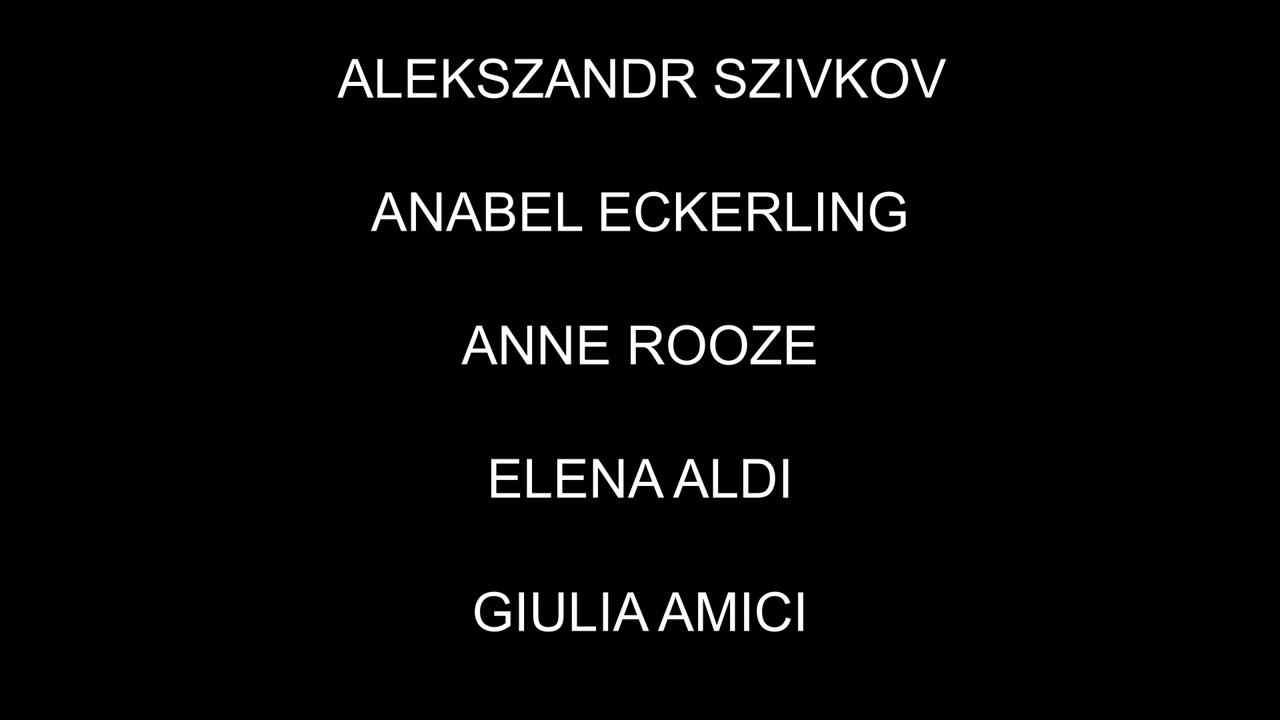 ALEKSZANDR SZIVKOV
ANABEL ECKERLING
ANNE ROOZE
ELENA ALDI
GIULIA AMICI